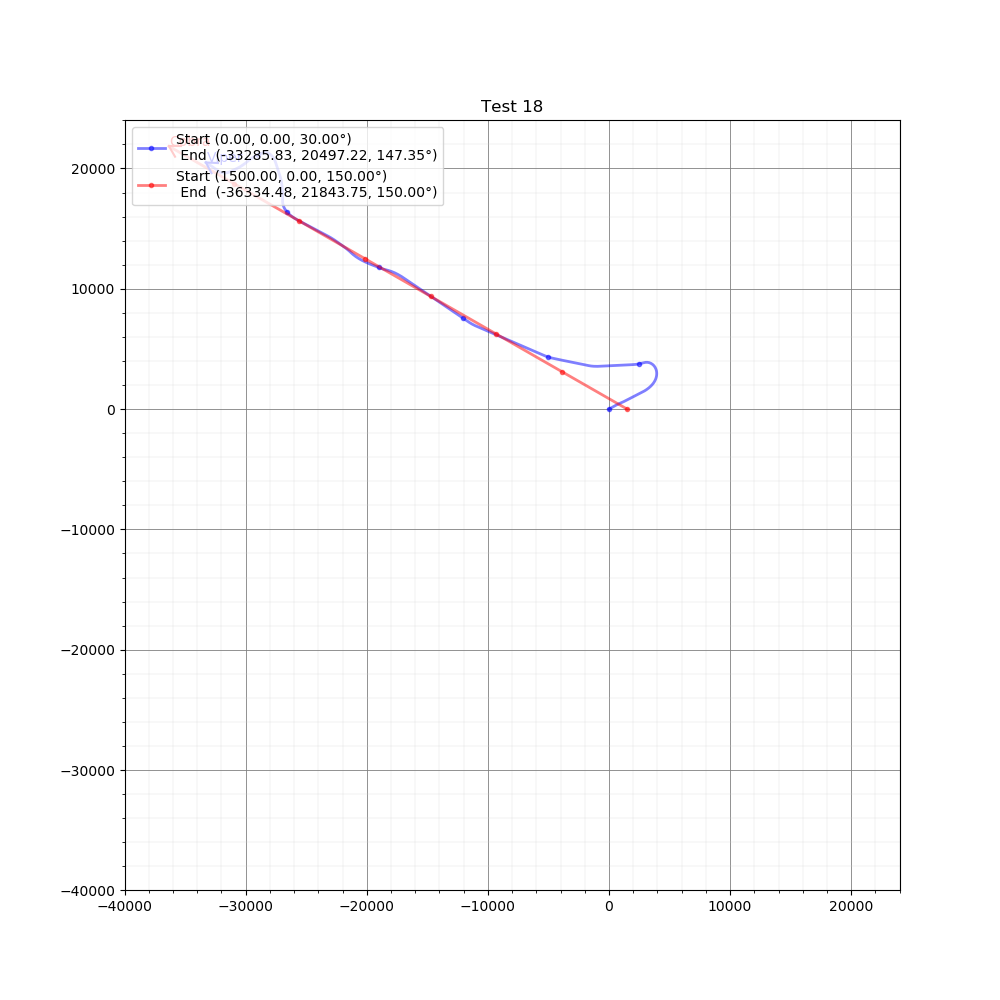 Test 18
Start (0.00, 0.00, 30.00°)
End (-33285.83, 20497.22, 147.35°)
Start (1500.00, 0.00, 150.00°)
End (-36334.48, 21843.75, 150.00°)
20000
10000
0
−10000
−20000
−30000
−40000
−40000 −30000 −20000 −10000 0 10000 20000